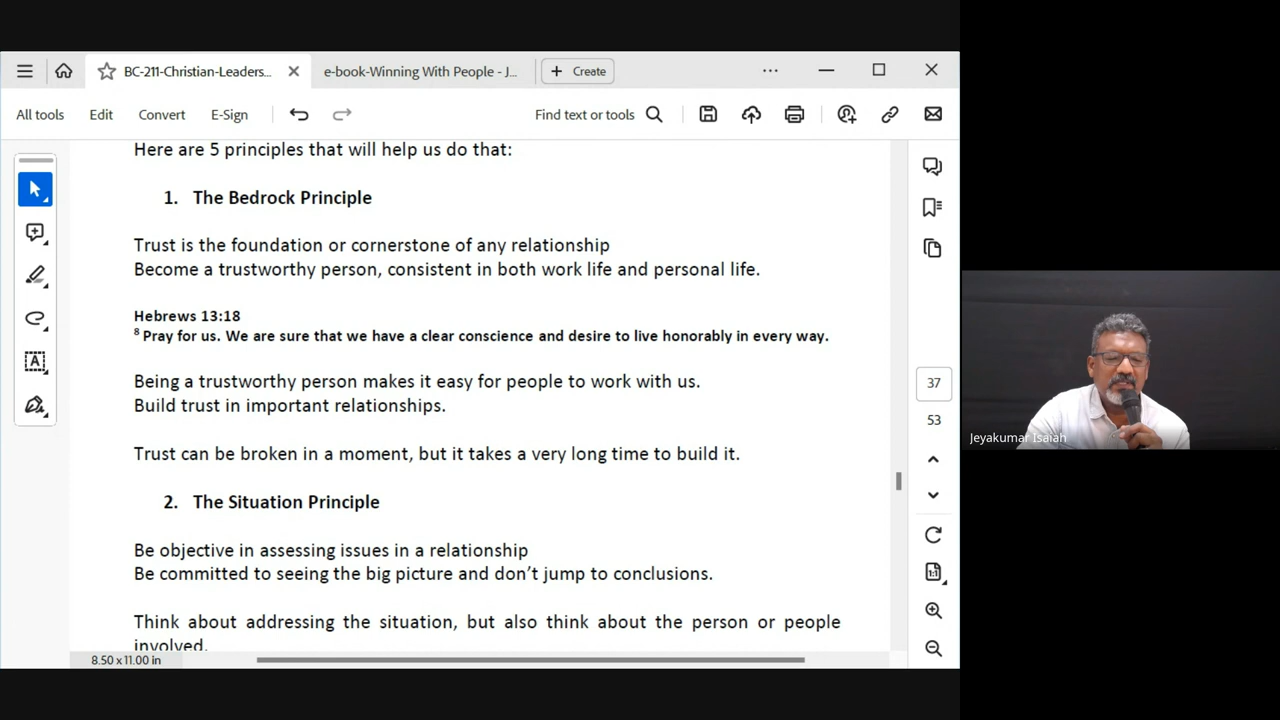 BC-211-Christian-Leaders...
e-book-Winning With People - J...
Create
All tools
Edit
Convert
E-Sign
Find text or tools
Here are 5 principles that will help us do that:
1. The Bedrock Principle
Trust is the foundation or cornerstone of any relationship
Become a trustworthy person, consistent in both work life and personal life.
Hebrews 13:18
8 Pray for us. We are sure that we have a clear conscience and desire to live honorably in every way.
Being a trustworthy person makes it easy for people to work with us.
Build trust in important relationships.
Trust can be broken in a moment, but it takes a very long time to build it.
2. The Situation Principle
Be objective in assessing issues in a relationship
Be committed to seeing the big picture and don’t jump to conclusions.
Think about addressing the situation, but also think about the person or people
involved.
8.50 x 11.00 in
37
53
1:1
Jeyakumar Isaiah